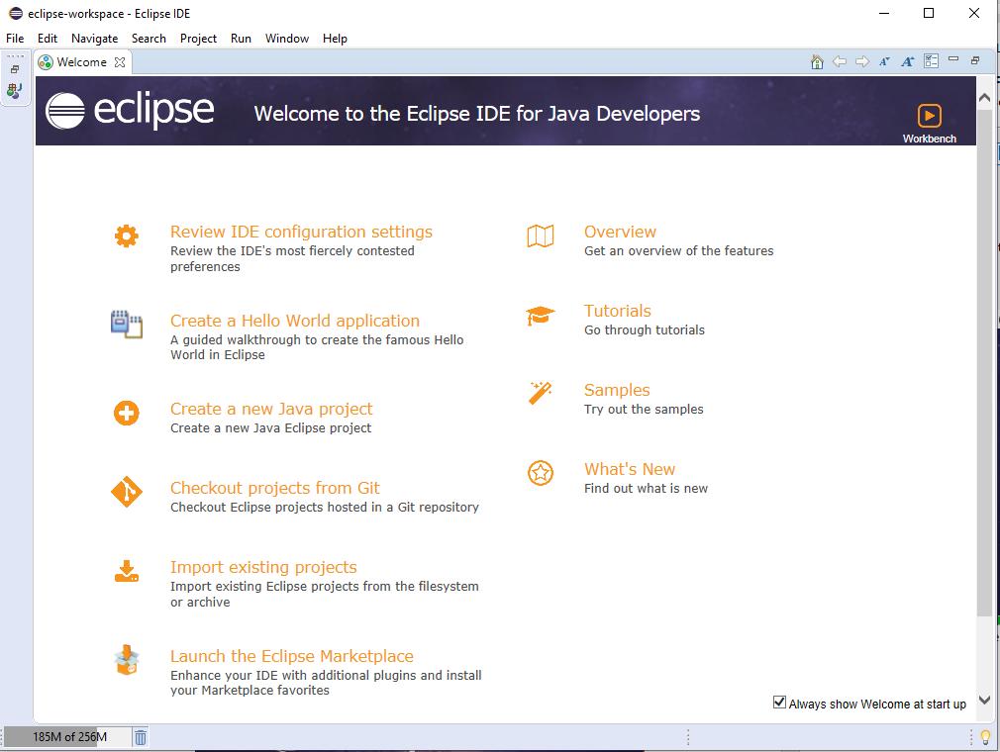 eclipse-workspace - Eclipse IDE
File Edit Navigate Search Project Run Window Help
Welcome
eclipse
Welcome to the Eclipse IDE for Java Developers
Workbench
Review IDE configuration settings
Review the IDE's most fiercely contested
preferences
Create a Hello World application
A guided walkthrough to create the famous Hello
World in Eclipse
Create a new Java project
Create a new Java Eclipse project
Checkout projects from Git
Checkout Eclipse projects hosted in a Git repository
Import existing projects
Import existing Eclipse projects from the filesystem
or archive
Launch the Eclipse Marketplace
Enhance your IDE with additional plugins and install
your Marketplace favorites
Overview
Get an overview of the features
Tutorials
Go through tutorials
Samples
Try out the samples
What's New
Find out what is new
Always show Welcome at start up
185M of 256M